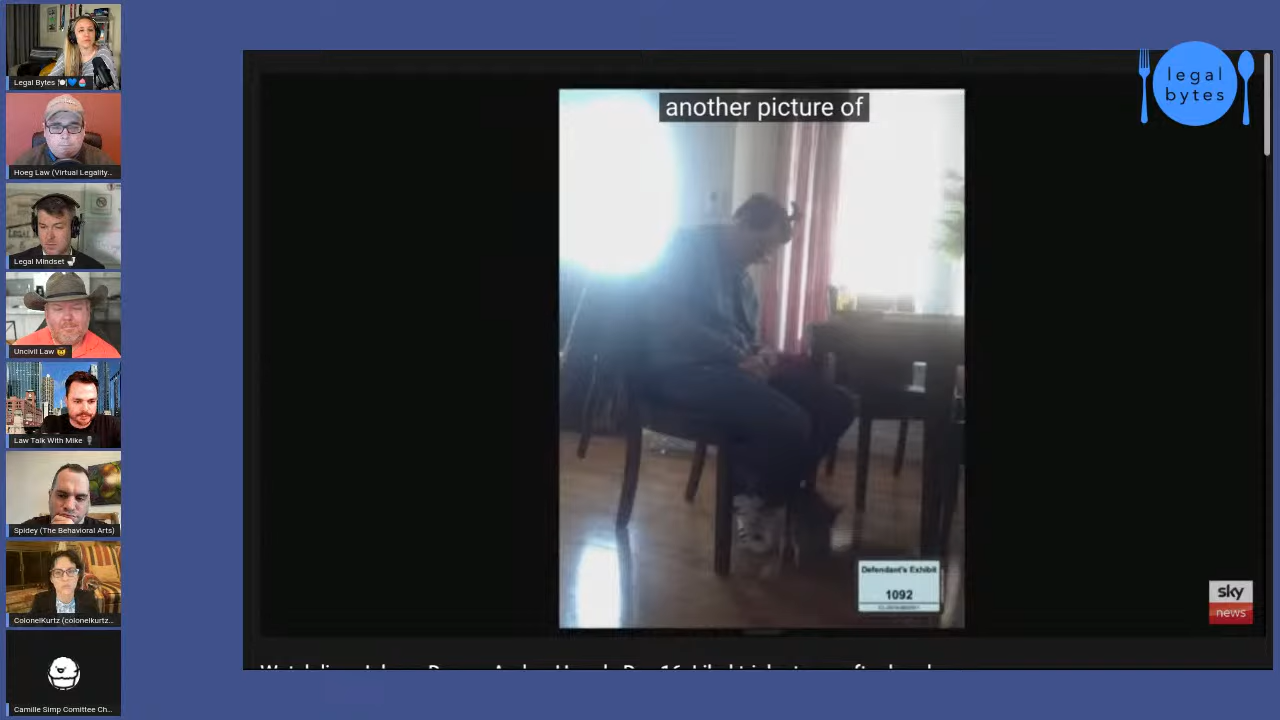 Legal Bytes 🍽💙
Hoeg Law (Virtual Legality...
Legal Mindset
Uncivil Law 🤠
Law Talk With Mike 🎙
Spidey (The Behavioral Arts)
ColonelKurtz (colonelkurtz...
Camille Simp Comittee Ch...
another picture of
legal
bytes
Defendant's Exhibit
1092
sky
news